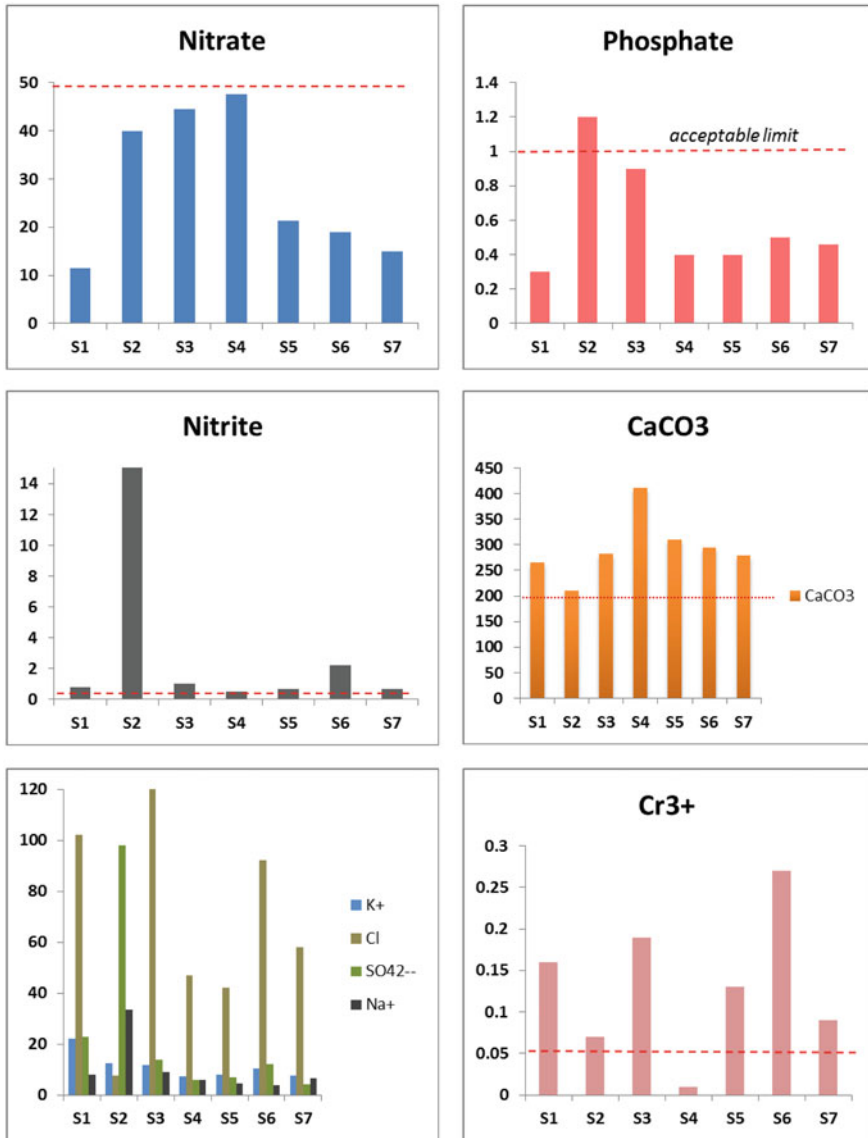 Nitrate
50
40
30
20
10
0
S1 S2 S3 S4 S5 S6 S7
Phosphate
1.4
1.2
1
0.8
0.6
0.4
0.2
0
acceptable limit
S1 S2 S3 S4 S5 S6 S7
Nitrite
14
12
10
8
6
4
2
0
S1 S2 S3 S4 S5 S6 S7
CaCO3
450
400
350
300
250
200
150
100
50
0
S1 S2 S3 S4 S5 S6 S7
CaCO3
120
100
80
60
40
20
0
S1 S2 S3 S4 S5 S6 S7
K+
Cl
SO42--
Na+
Cr3+
0.3
0.25
0.2
0.15
0.1
0.05
0
S1 S2 S3 S4 S5 S6 S7